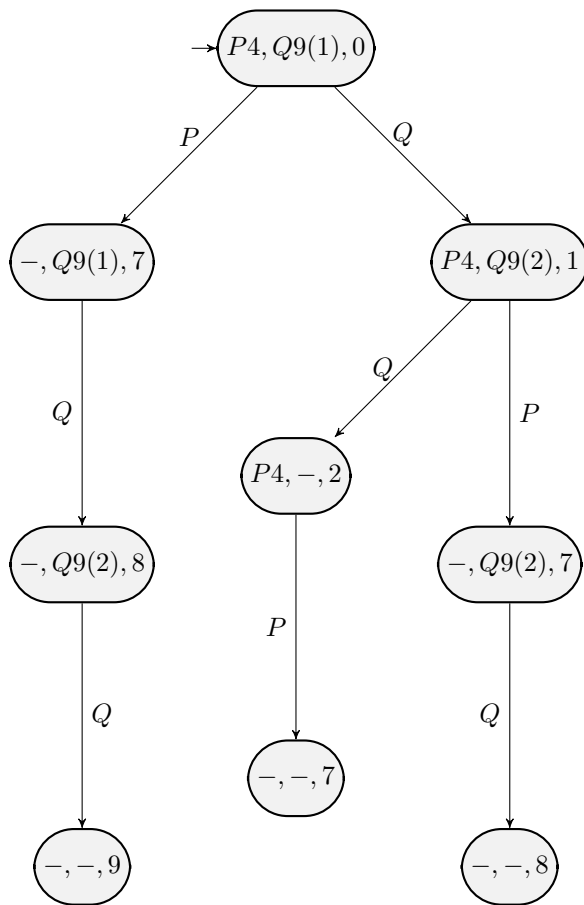 P4, Q9(1), 0
P
Q
−, Q9(1), 7
P4, Q9(2), 1
Q
Q
P
P4, −, 2
−, Q9(2), 8
−, Q9(2), 7
P
Q
Q
−, −, 7
−, −, 9
−, −, 8